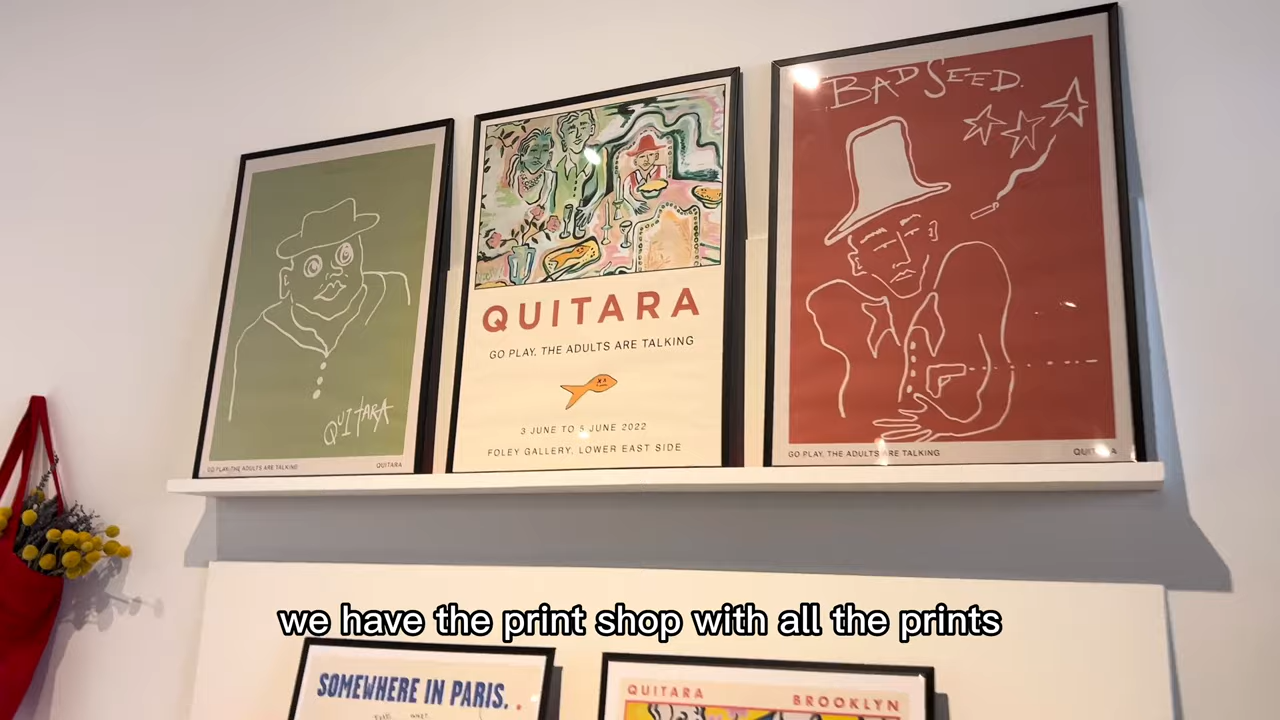 QUITARA
GO PLAY. THE ADULTS ARE TALKING
QUITARA
QUITARA
GO PLAY. THE ADULTS ARE TALKING
3 JUNE TO 5 JUNE 2022
FOLEY GALLERY, LOWER EAST SIDE
BAD SEED.
GO PLAY, THE ADULTS ARE TALKING
we have the print shop with all the prints
SOMEWHERE IN PARIS. .
QUITARA BROOKLYN